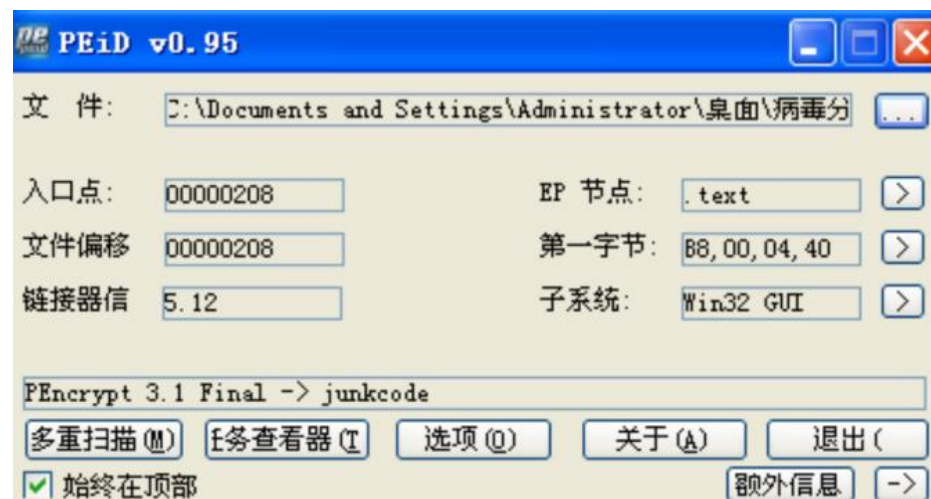 PEiD v0.95
文 件: C:\Documents and Settings\Administrator\桌面\病毒分 ...
入口点: 00000208 EP 节点: .text >
文件偏移 00000208 第一字节: B8,00,04,40 >
链接器信 5.12 子系统: Win32 GUI >
PEncrypt 3.1 Final -> junkcode
多重扫描(M) 任务查看器(T 选项(O) 关于(A) 退出(
始终在顶部 额外信息 ->